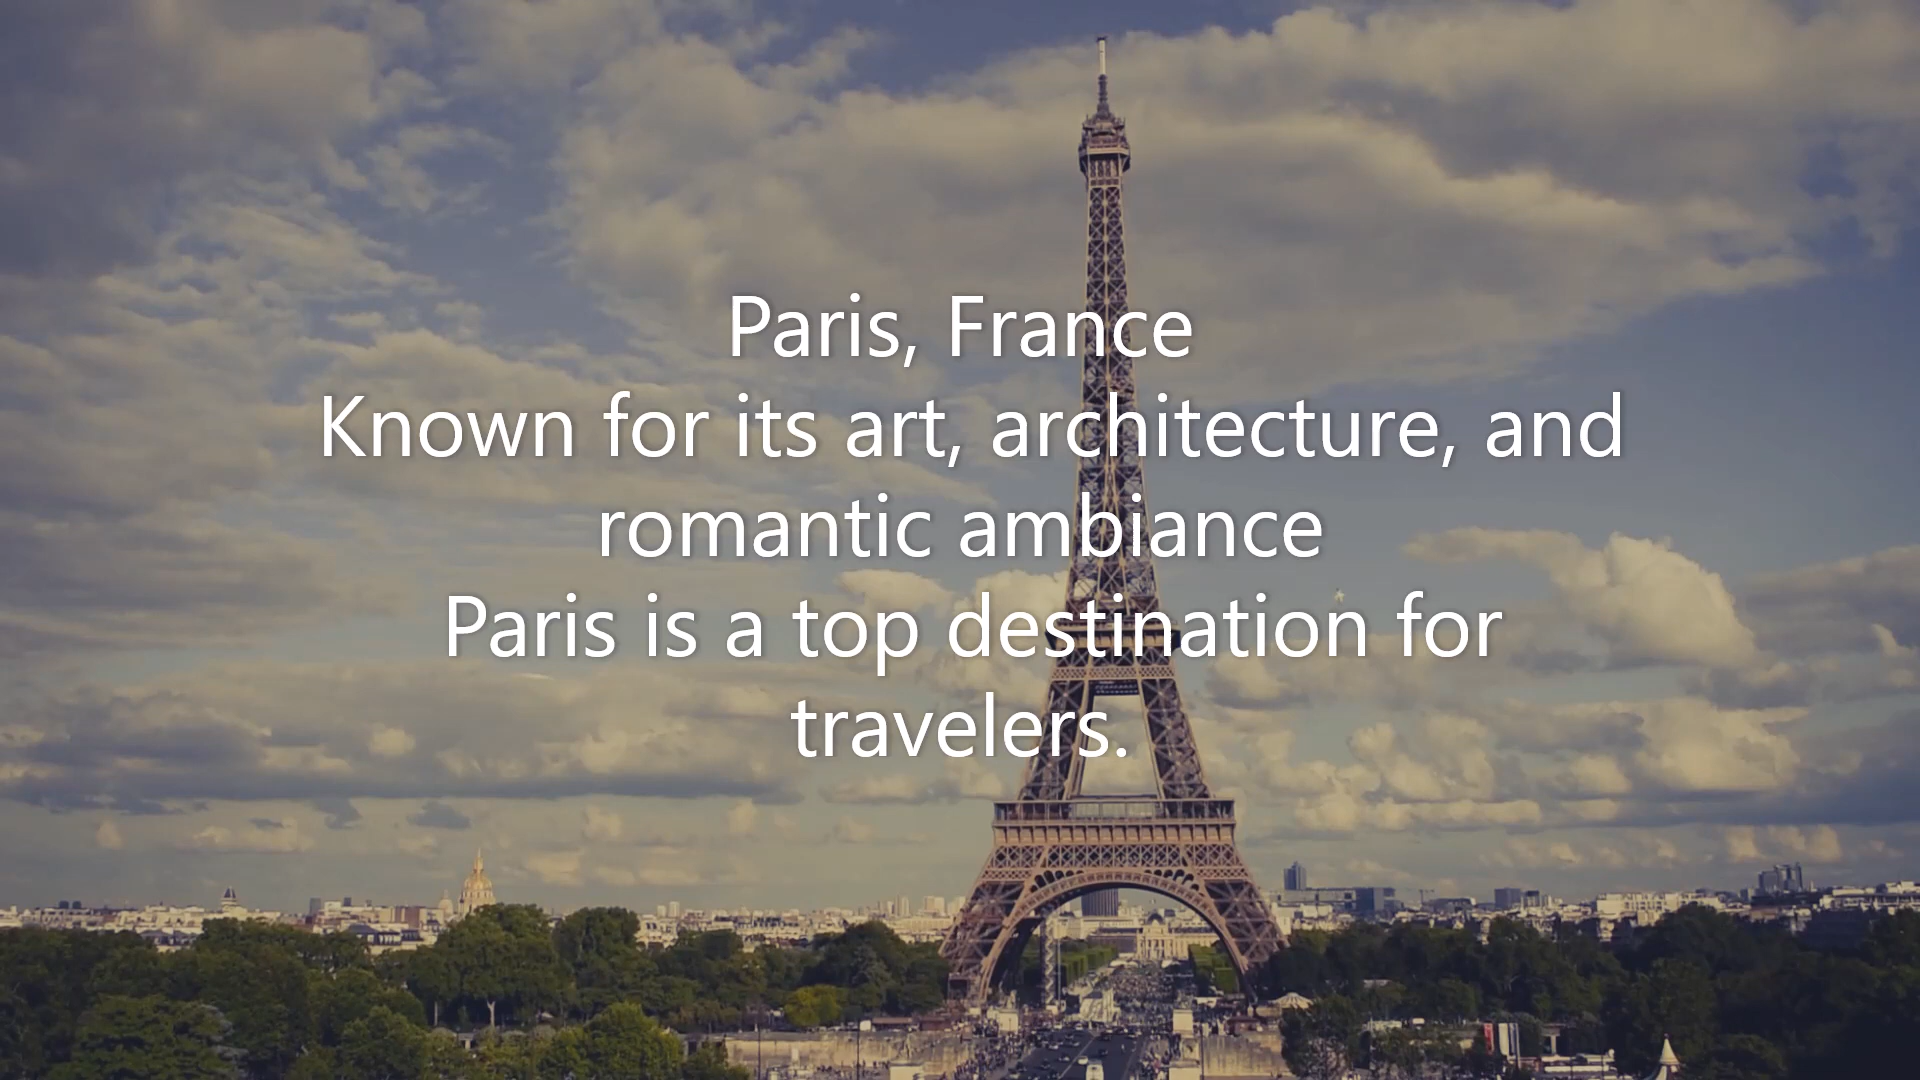 Paris, France
Known for its art, architecture, and
romantic ambiance
Paris is a top destination for
travelers.